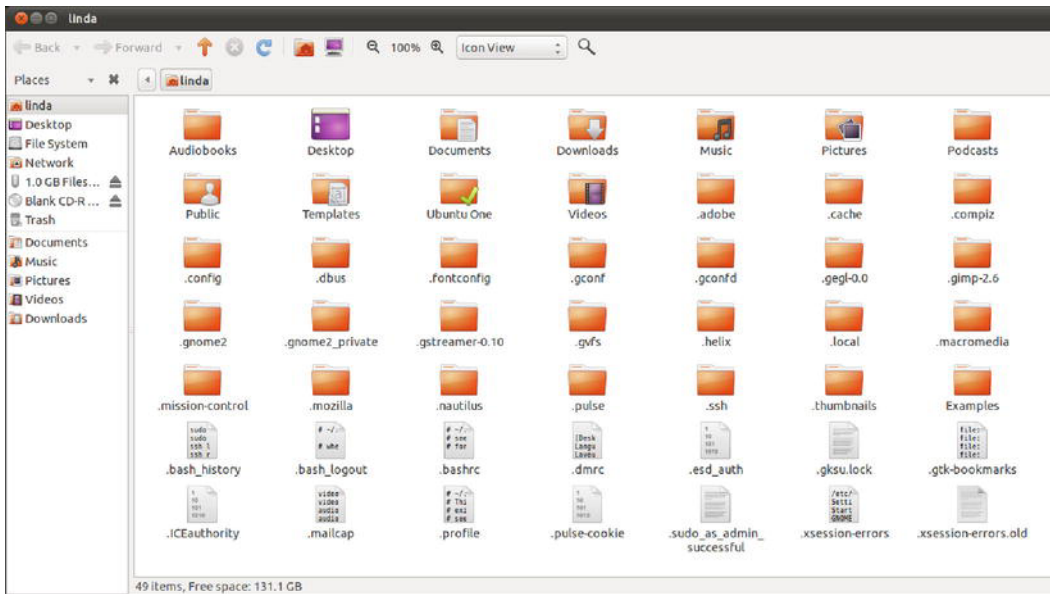 linda
Back Forward 100% Icon View
Places linda
linda
Desktop
File System
Network
1.0 GB Files...
Blank CD-R ...
Trash
Documents
Music
Pictures
Videos
Downloads
Audiobooks Desktop Documents Downloads Music Pictures Podcasts
Public Templates Ubuntu One Videos .adobe .cache .compiz
.config .dbus .fontconfig .gconf .gconfd .gegl-0.0 .gimp-2.6
.gnome2 .gnome2_private .gstreamer-0.10 .gvfs .helix .local .macromedia
.mission-control .mozilla .nautilus .pulse .ssh .thumbnails Examples
.bash_history .bash_logout .bashrc .dmrc .esd_auth .gksu.lock .gtk-bookmarks
.ICEauthority .mailcap .profile .pulse-cookie .sudo_as_admin_ .xsession-errors .xsession-errors.old
successful
49 items, Free space: 131.1 GB